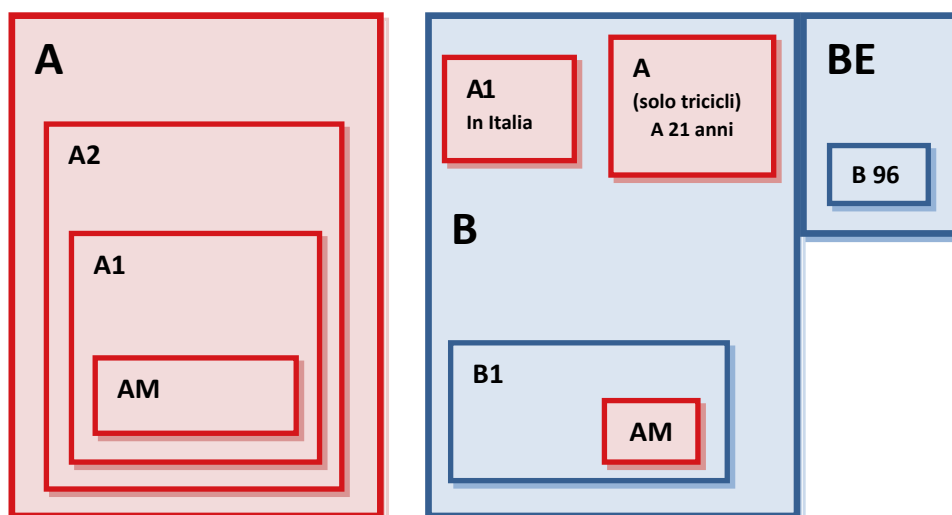 A
A2
A1
AM
A1
In Italia
A
(solo tricicli)
A 21 anni
B
B1
AM
BE
B 96